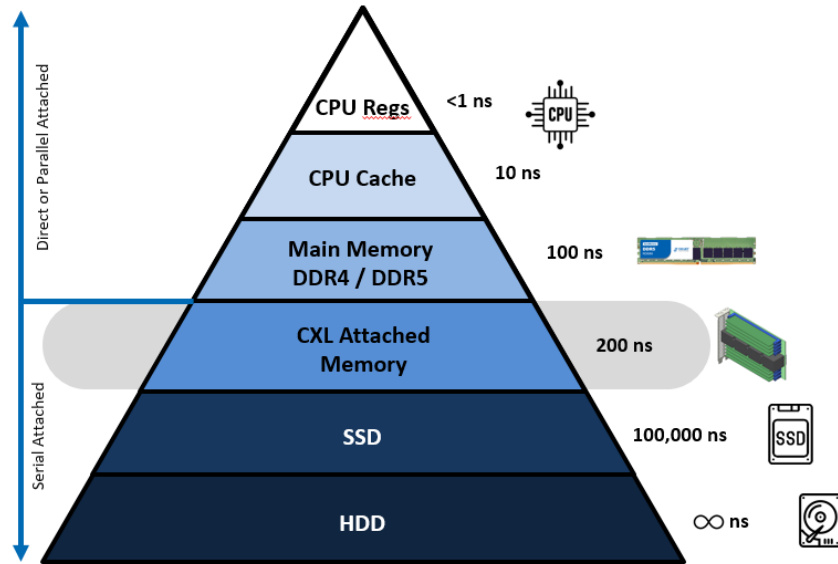 Direct or Parallel Attached
Serial Attached
CPU Regs
<1 ns
CPU
CPU Cache
10 ns
Main Memory
DDR4 / DDR5
100 ns
CXL Attached
Memory
200 ns
SSD
100,000 ns
SSD
HDD
∞ ns